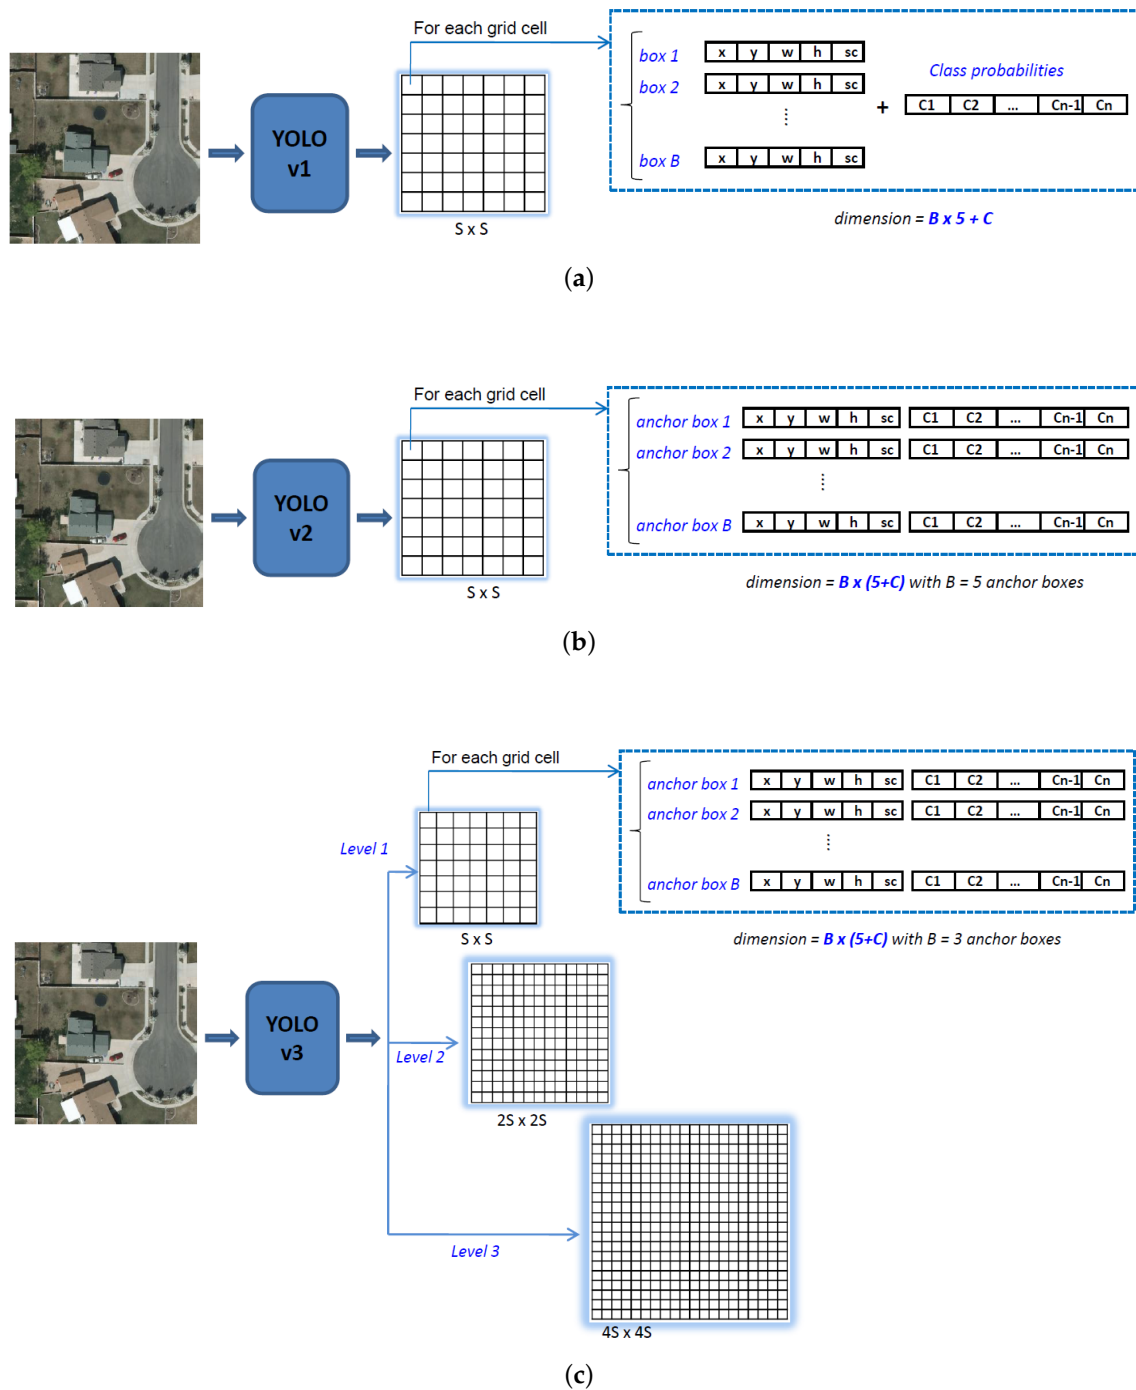 For each grid cell
box 1
x y w h sc
box 2
x y w h sc
Class probabilities
+
C1 C2 ... Cn-1 Cn
box B
x y w h sc
YOLO
v1
S x S
dimension = B x 5 + C
(a)
For each grid cell
anchor box 1
x y w h sc C1 C2 ... Cn-1 Cn
anchor box 2
x y w h sc C1 C2 ... Cn-1 Cn
anchor box B
x y w h sc C1 C2 ... Cn-1 Cn
YOLO
v2
S x S
dimension = B x (5+C) with B = 5 anchor boxes
(b)
For each grid cell
anchor box 1
x y w h sc C1 C2 ... Cn-1 Cn
anchor box 2
x y w h sc C1 C2 ... Cn-1 Cn
anchor box B
x y w h sc C1 C2 ... Cn-1 Cn
Level 1
S x S
dimension = B x (5+C) with B = 3 anchor boxes
YOLO
v3
Level 2
2S x 2S
Level 3
4S x 4S
(c)